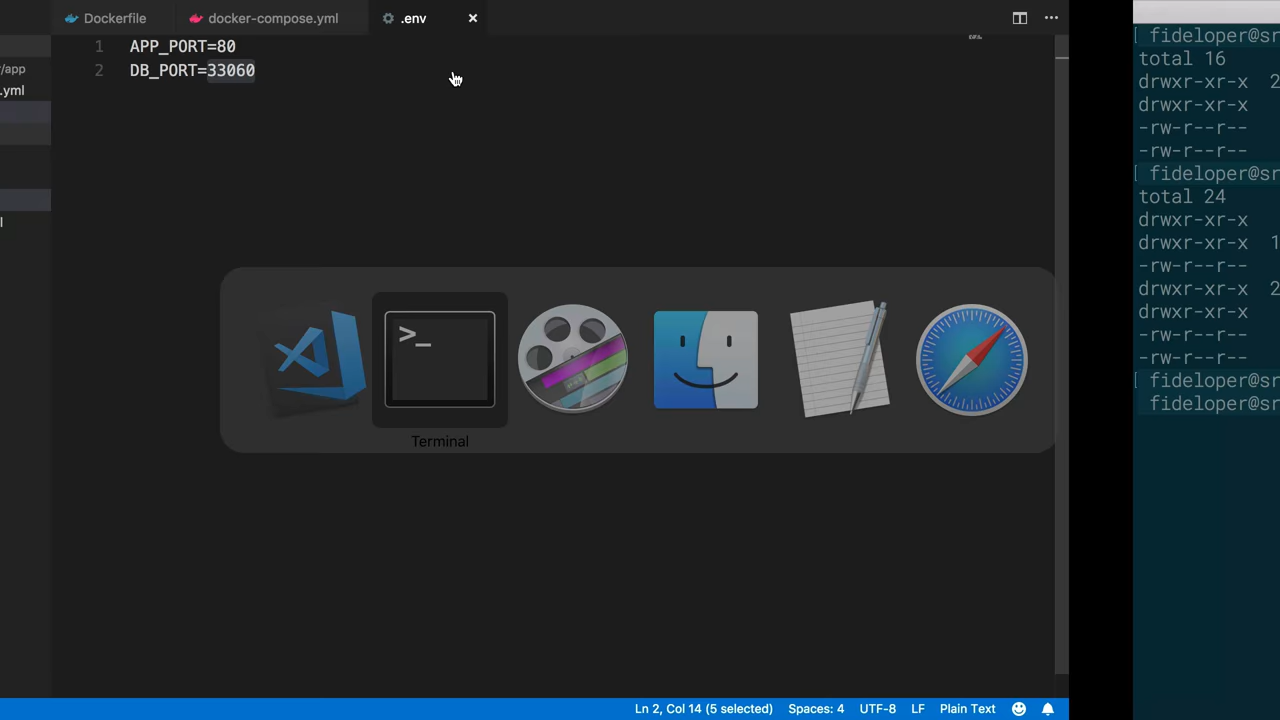 Dockerfile
docker-compose.yml
.env
/app
.yml
l
1 APP_PORT=80
2 DB_PORT=33060
>_
Terminal
Ln 2, Col 14 (5 selected) Spaces: 4 UTF-8 LF Plain Text
[ fideloper@sr
total 16
drwxr-xr-x 2
drwxr-xr-x
-rw-r--r--
-rw-r--r--
[ fideloper@sr
total 24
drwxr-xr-x
drwxr-xr-x 1
-rw-r--r--
drwxr-xr-x 2
drwxr-xr-x
-rw-r--r--
-rw-r--r--
[ fideloper@sr
fideloper@sr